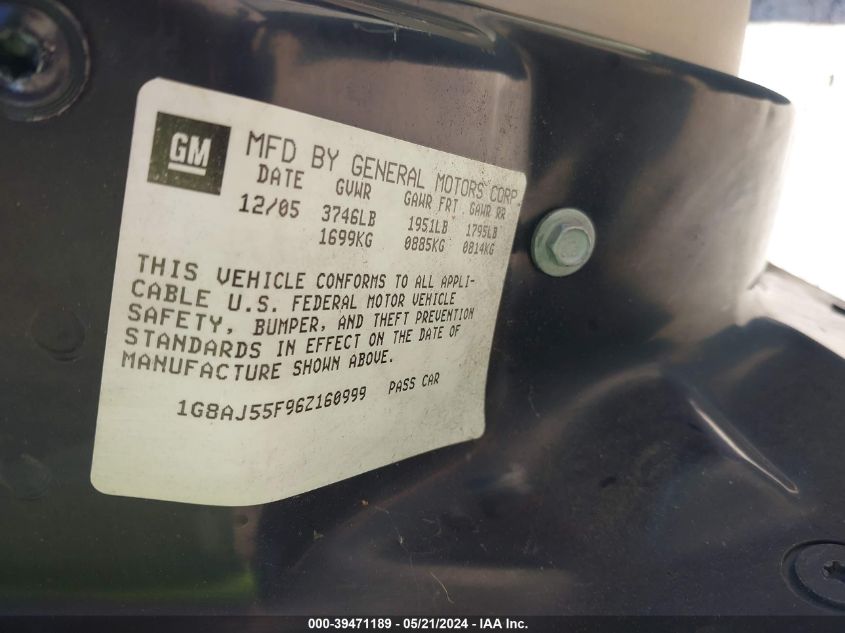 GM
MFD BY GENERAL MOTORS CORP
DATE GVWR GAWR FRT GAWR RR
12/05 3746LB 1951LB 1795LB
1699KG 0885KG 0814KG
THIS VEHICLE CONFORMS TO ALL APPLI-
CABLE U.S. FEDERAL MOTOR VEHICLE
SAFETY, BUMPER, AND THEFT PREVENTION
STANDARDS IN EFFECT ON THE DATE OF
MANUFACTURE SHOWN ABOVE.
1G8AJ55F96Z160999 PASS CAR
000-39471189 - 05/21/2024 - IAA Inc.